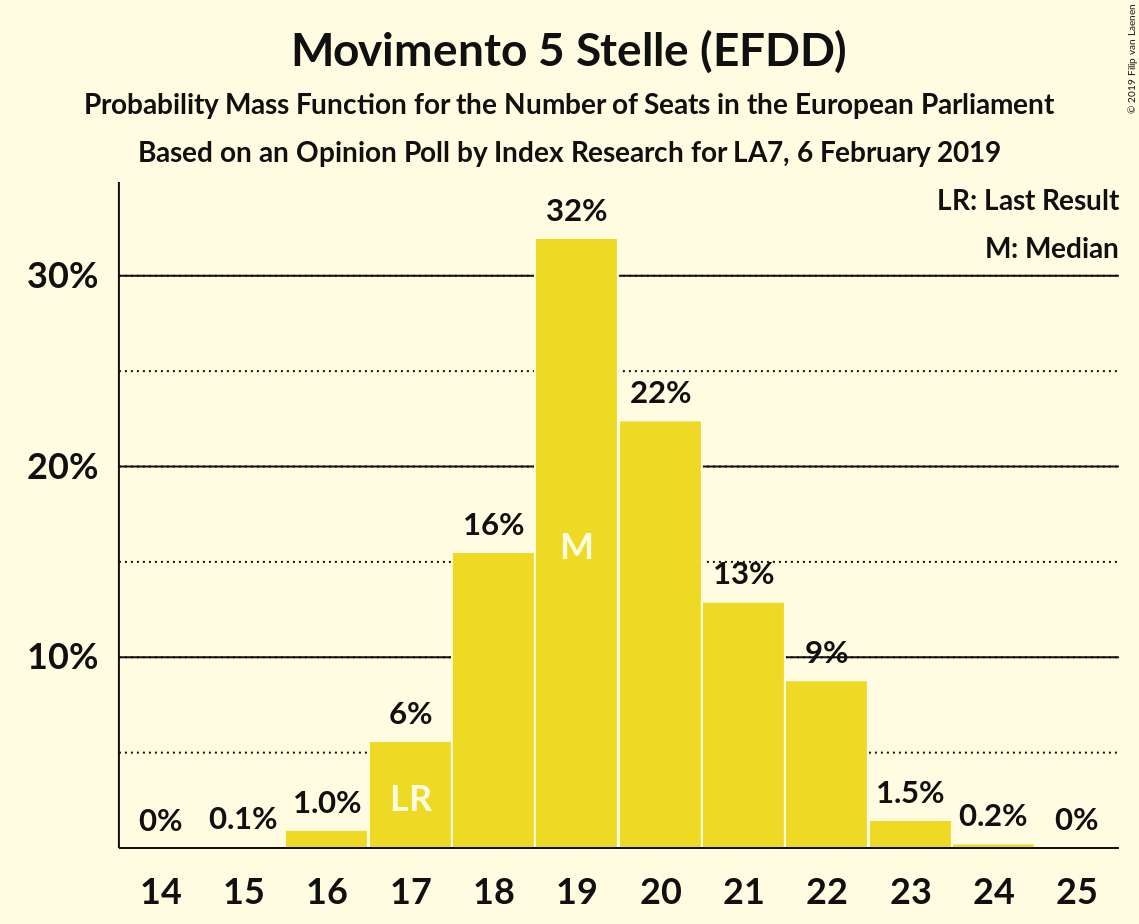 Movimento 5 Stelle (EFDD)
Probability Mass Function for the Number of Seats in the European Parliament
Based on an Opinion Poll by Index Research for LA7, 6 February 2019
© 2019 Filip van Laenen
LR: Last Result
M: Median
30%
20%
10%
0%
0.1%
1.0%
6%
16%
32%
22%
13%
9%
1.5%
0.2%
0%
LR
M
14 15 16 17 18 19 20 21 22 23 24 25